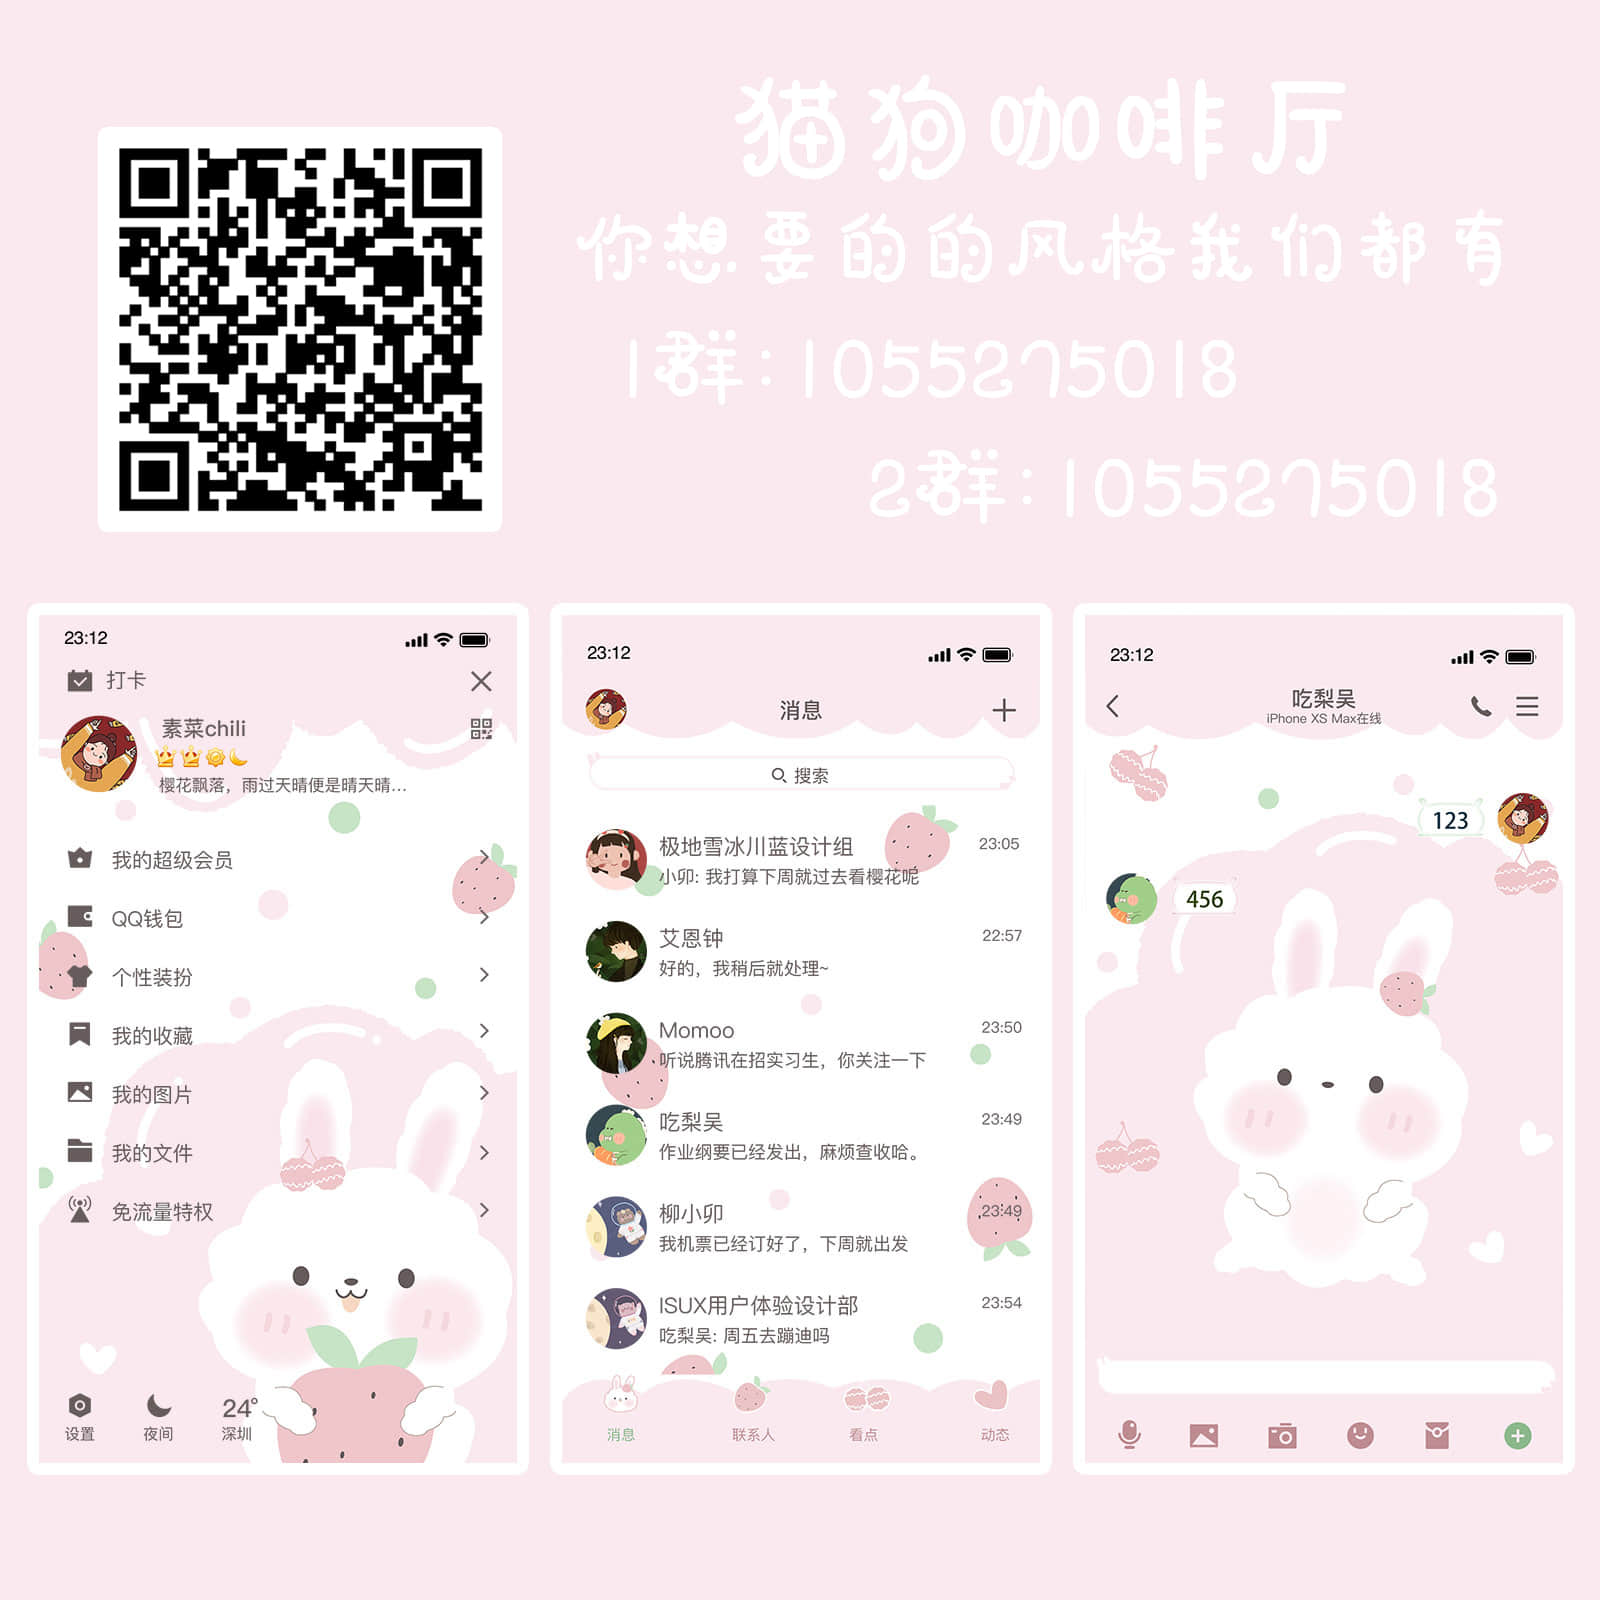 猫狗咖啡厅
你想要的的风格我们都有
1群:1055275018
2群:1055275018
23:12
打卡
素菜chili
樱花飘落，雨过天晴便是晴天晴...
我的超级会员
QQ钱包
个性装扮
我的收藏
我的图片
我的文件
免流量特权
24°
设置
夜间
深圳
23:12
消息
搜索
极地雪冰川蓝设计组
23:05
小卯: 我打算下周就过去看樱花呢
艾恩钟
22:57
好的，我稍后就处理~
Momoo
23:50
听说腾讯在招实习生，你关注一下
吃梨吴
23:49
作业纲要已经发出，麻烦查收哈。
柳小卯
23:49
我机票已经订好了，下周就出发
ISUX用户体验设计部
23:54
吃梨吴: 周五去蹦迪吗
消息
联系人
看点
动态
23:12
吃梨吴
iPhone XS Max在线
123
456